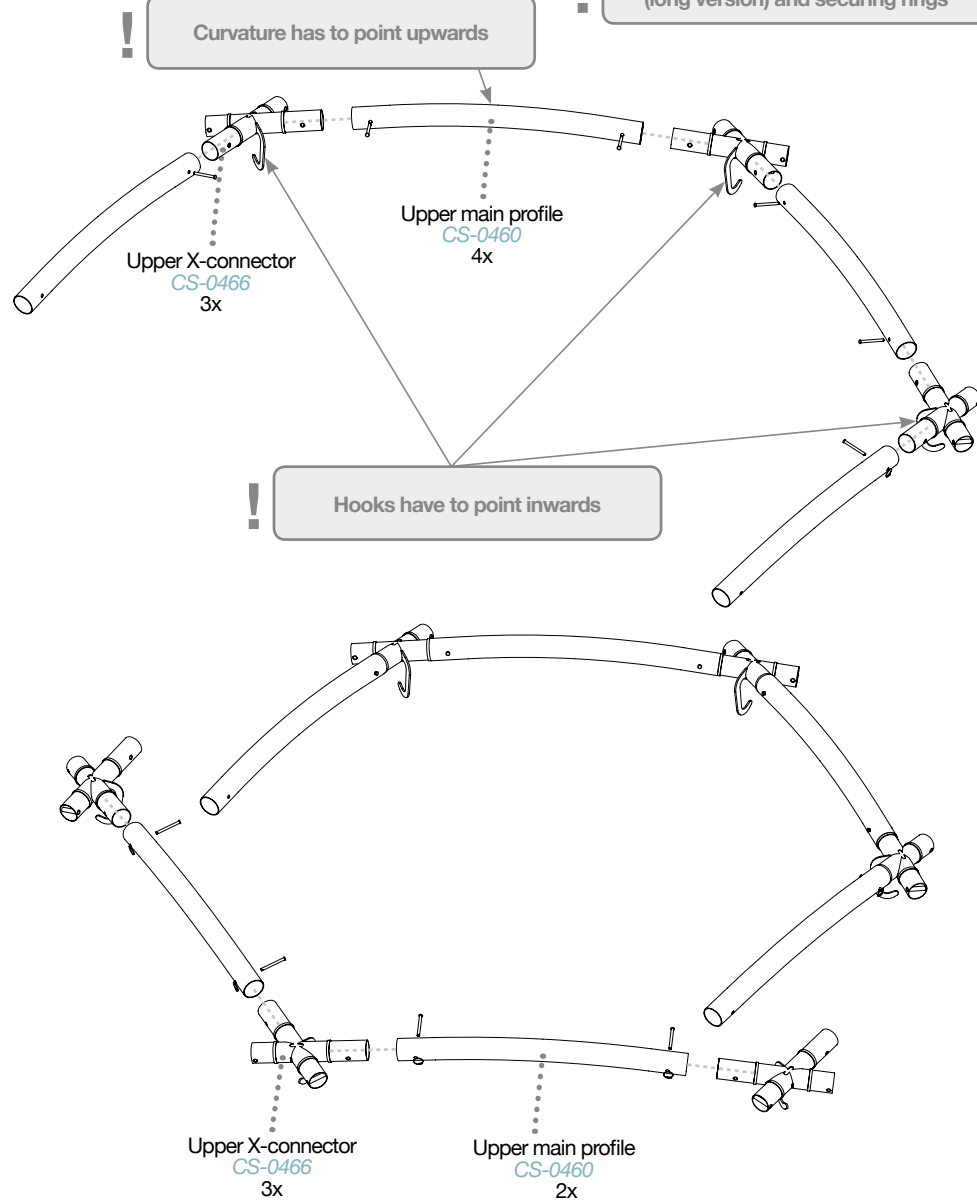 (long version) and securing rings
!
Curvature has to point upwards
Upper main profile
CS-0460
4x
Upper X-connector
CS-0466
3x
!
Hooks have to point inwards
Upper X-connector
CS-0466
3x
Upper main profile
CS-0460
2x